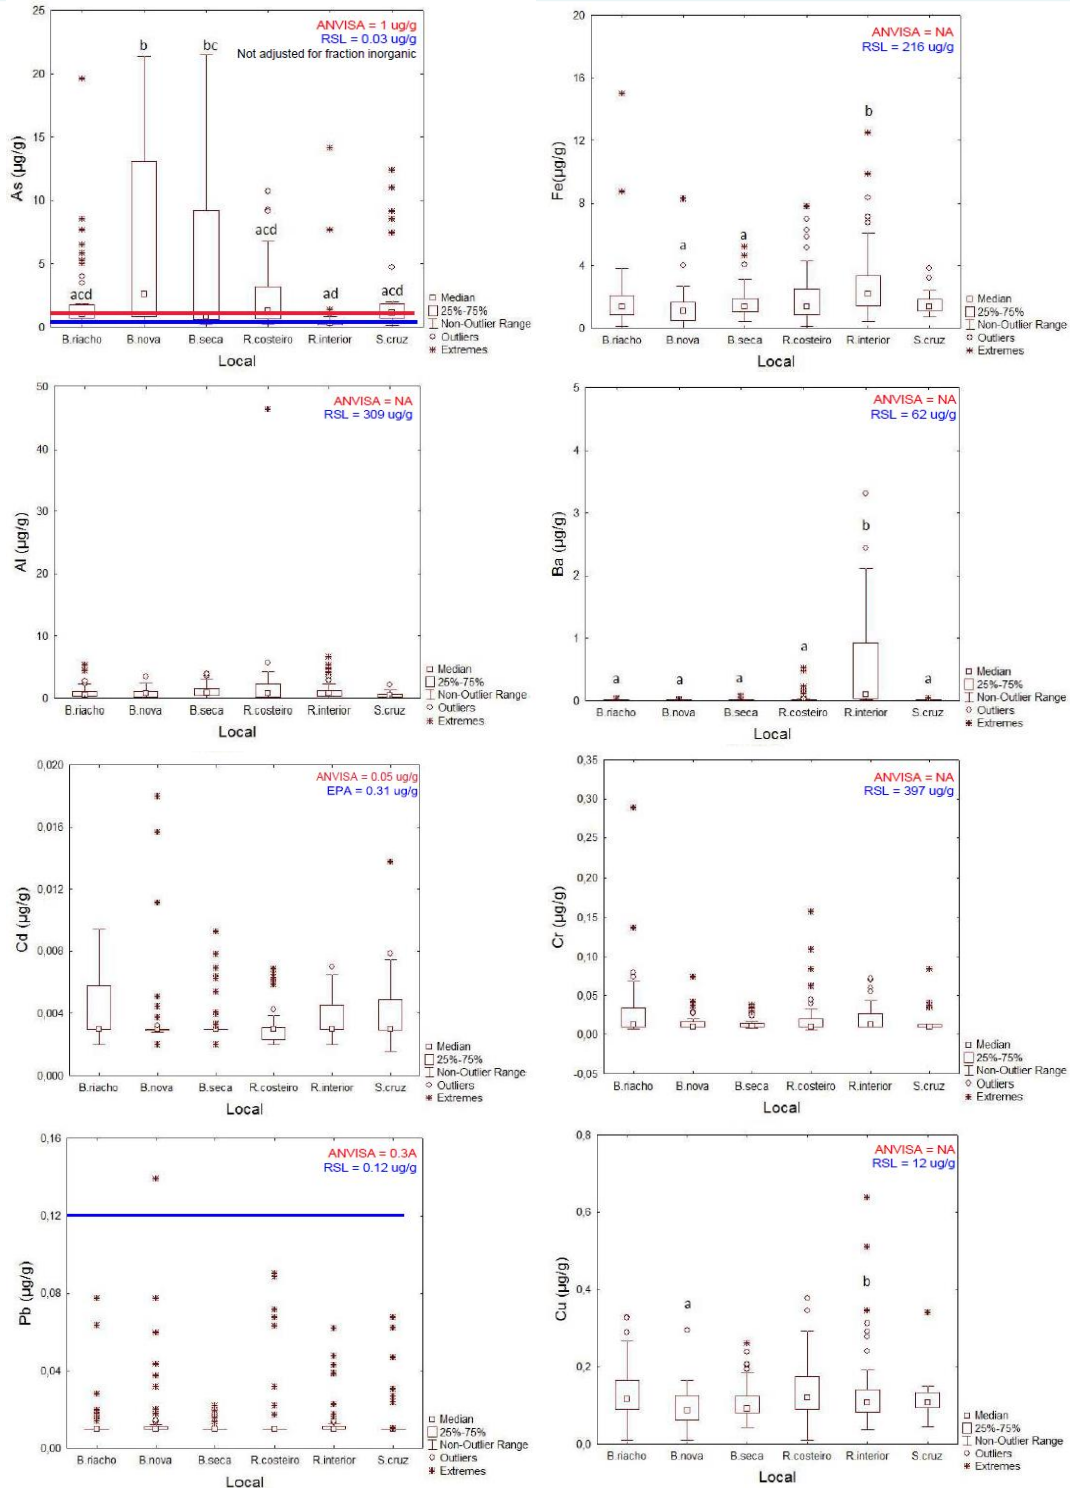 ANVISA = 1 ug/g
RSL = 0.03 ug/g
Not adjusted for fraction inorganic
25
20
15
10
5
0
As (µg/g)
b
bc
acd
acd
ad
acd
B.riacho B.nova B.seca R.costeiro R.interior S.cruz
Local
Median
25%-75%
Non-Outlier Range
Outliers
Extremes
ANVISA = NA
RSL = 216 ug/g
20
16
12
8
4
0
Fe(µg/g)
a
a
b
B.riacho B.nova B.seca R.costeiro R.interior S.cruz
Local
Median
25%-75%
Non-Outlier Range
Outliers
Extremes
ANVISA = NA
RSL = 309 ug/g
50
40
30
20
10
0
Al (µg/g)
B.riacho B.nova B.seca R.costeiro R.interior S.cruz
Local
Median
25%-75%
Non-Outlier Range
Outliers
Extremes
ANVISA = NA
RSL = 62 ug/g
5
4
3
2
1
0
Ba (µg/g)
a
a
a
a
b
a
B.riacho B.nova B.seca R.costeiro R.interior S.cruz
Local
Median
25%-75%
Non-Outlier Range
Outliers
Extremes
ANVISA = 0.05 ug/g
EPA = 0.31 ug/g
0,020
0,016
0,012
0,008
0,004
0,000
Cd (µg/g)
B.riacho B.nova B.seca R.costeiro R.interior S.cruz
Local
Median
25%-75%
Non-Outlier Range
Outliers
Extremes
ANVISA = NA
RSL = 397 ug/g
0,35
0,30
0,25
0,20
0,15
0,10
0,05
0,00
-0,05
Cr (µg/g)
B.riacho B.nova B.seca R.costeiro R.interior S.cruz
Local
Median
25%-75%
Non-Outlier Range
Outliers
Extremes
ANVISA = 0.3A
RSL = 0.12 ug/g
0,16
0,12
0,08
0,04
0,00
Pb (µg/g)
B.riacho B.nova B.seca R.costeiro R.interior S.cruz
Local
Median
25%-75%
Non-Outlier Range
Outliers
Extremes
ANVISA = NA
RSL = 12 ug/g
0,8
0,6
0,4
0,2
0,0
Cu (µg/g)
a
b
B.riacho B.nova B.seca R.costeiro R.interior S.cruz
Local
Median
25%-75%
Non-Outlier Range
Outliers
Extremes